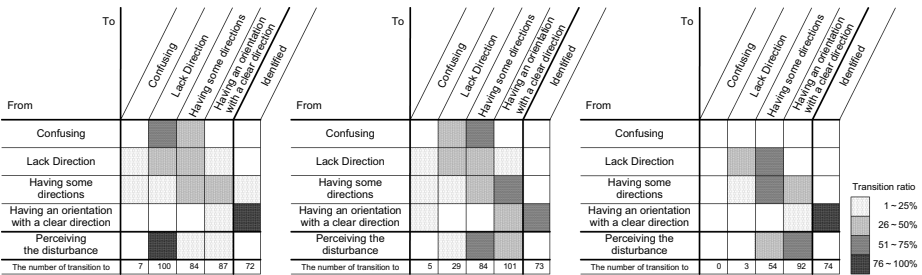 To
Confusing
Lack Direction
Having some directions
Having an orientation
with a clear direction
Identified
From
Confusing
Lack Direction
Having some
directions
Having an orientation
with a clear direction
Perceiving
the disturbance
The number of transition to 7 100 84 87 72
To
Confusing
Lack Direction
Having some directions
Having an orientation
with a clear direction
Identified
From
Confusing
Lack Direction
Having some
directions
Having an orientation
with a clear direction
Perceiving the
disturbance
The number of transition to 5 29 84 101 73
To
Confusing
Lack Direction
Having some directions
Having an orientation
with a clear direction
Identified
From
Confusing
Lack Direction
Having some
directions
Having an orientation
with a clear direction
Perceiving the
disturbance
The number of transition to 0 3 54 92 74
Transition ratio
1~25%
26~50%
51~75%
76~100%